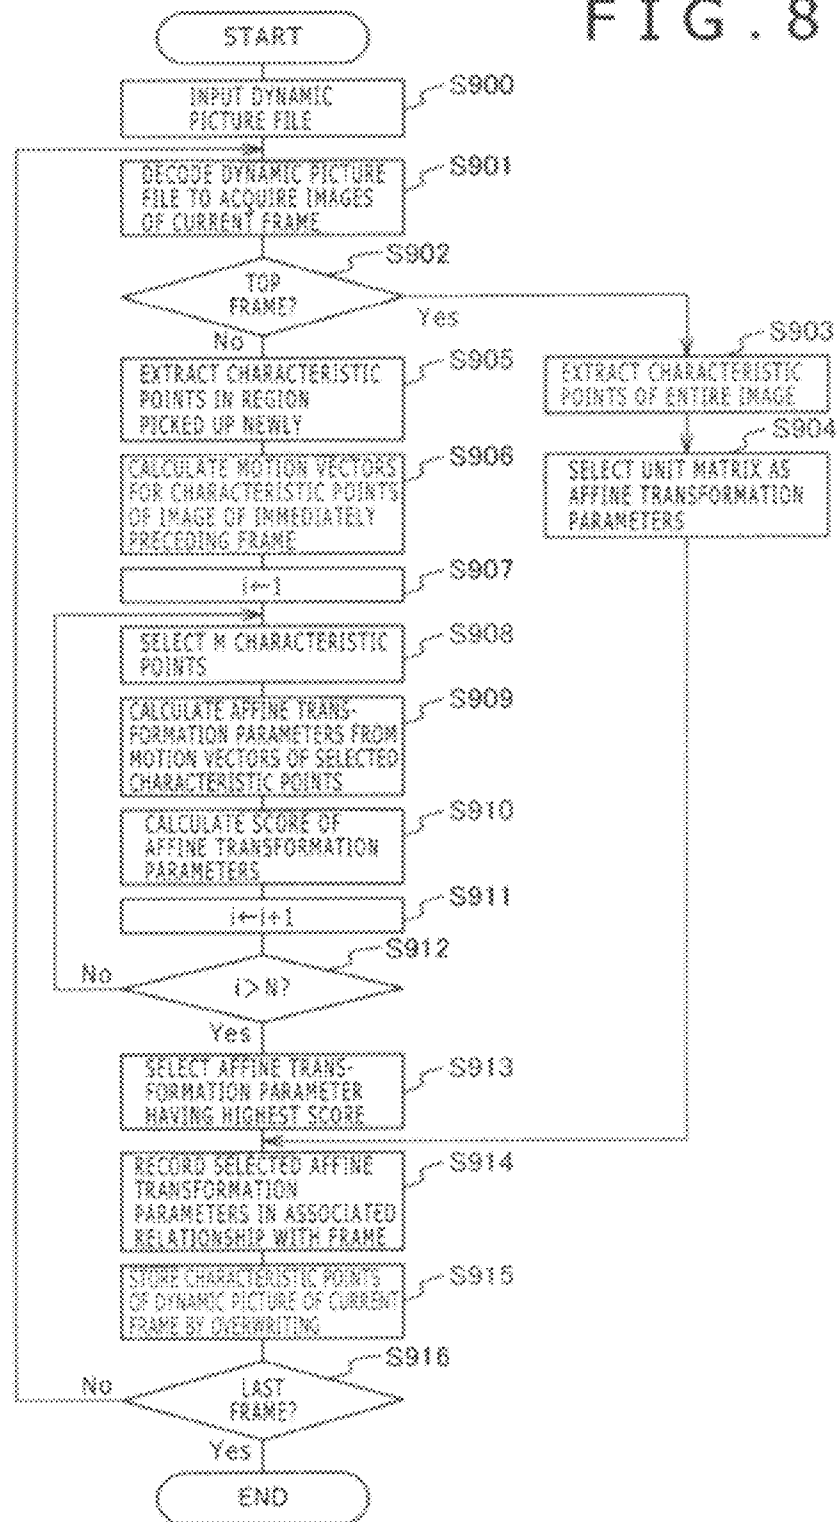 FIG.8
START
S900
INPUT DYNAMIC
PICTURE FILE
S901
DECODE DYNAMIC PICTURE
FILE TO ACQUIRE IMAGES
OF CURRENT FRAME
S902
TOP
FRAME?
Yes
No
S903
EXTRACT CHARACTERISTIC
POINTS OF ENTIRE IMAGE
S904
SELECT UNIT MATRIX AS
AFFINE TRANSFORMATION
PARAMETERS
S905
EXTRACT CHARACTERISTIC
POINTS IN REGION
PICKED UP NEWLY
S906
CALCULATE MOTION VECTORS
FOR CHARACTERISTIC POINTS
OF IMAGE OF IMMEDIATELY
PRECEDING FRAME
S907
i←1
S908
SELECT M CHARACTERISTIC
POINTS
S909
CALCULATE AFFINE TRANS-
FORMATION PARAMETERS FROM
MOTION VECTORS OF SELECTED
CHARACTERISTIC POINTS
S910
CALCULATE SCORE OF
AFFINE TRANSFORMATION
PARAMETERS
S911
i←i+1
S912
i>N?
No
Yes
S913
SELECT AFFINE TRANS-
FORMATION PARAMETER
HAVING HIGHEST SCORE
S914
RECORD SELECTED AFFINE
TRANSFORMATION
PARAMETERS IN ASSOCIATED
RELATIONSHIP WITH FRAME
S915
STORE CHARACTERISTIC POINTS
OF DYNAMIC PICTURE OF CURRENT
FRAME BY OVERWRITING
S916
LAST
FRAME?
No
Yes
END